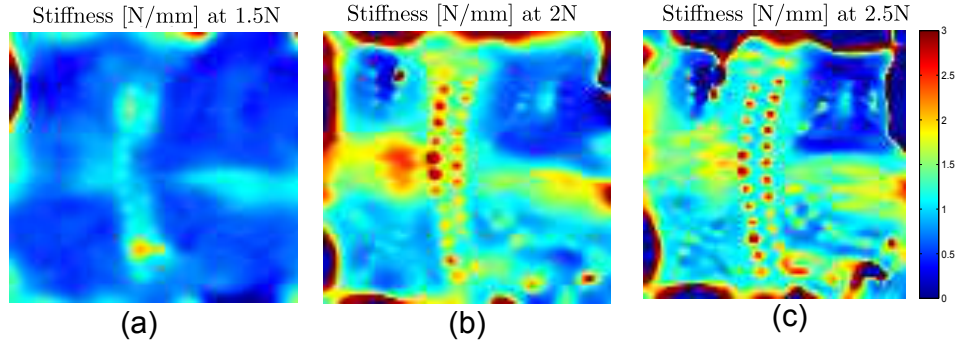 Stiffness [N/mm] at 1.5N
Stiffness [N/mm] at 2N
Stiffness [N/mm] at 2.5N
3
2.5
2
1.5
1
0.5
0
(a)
(b)
(c)